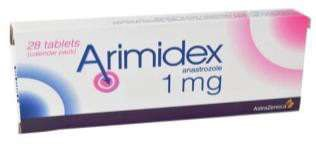 28 tablets
(calendar pack)
Arimidex
anastrozole
1 mg
AstraZeneca